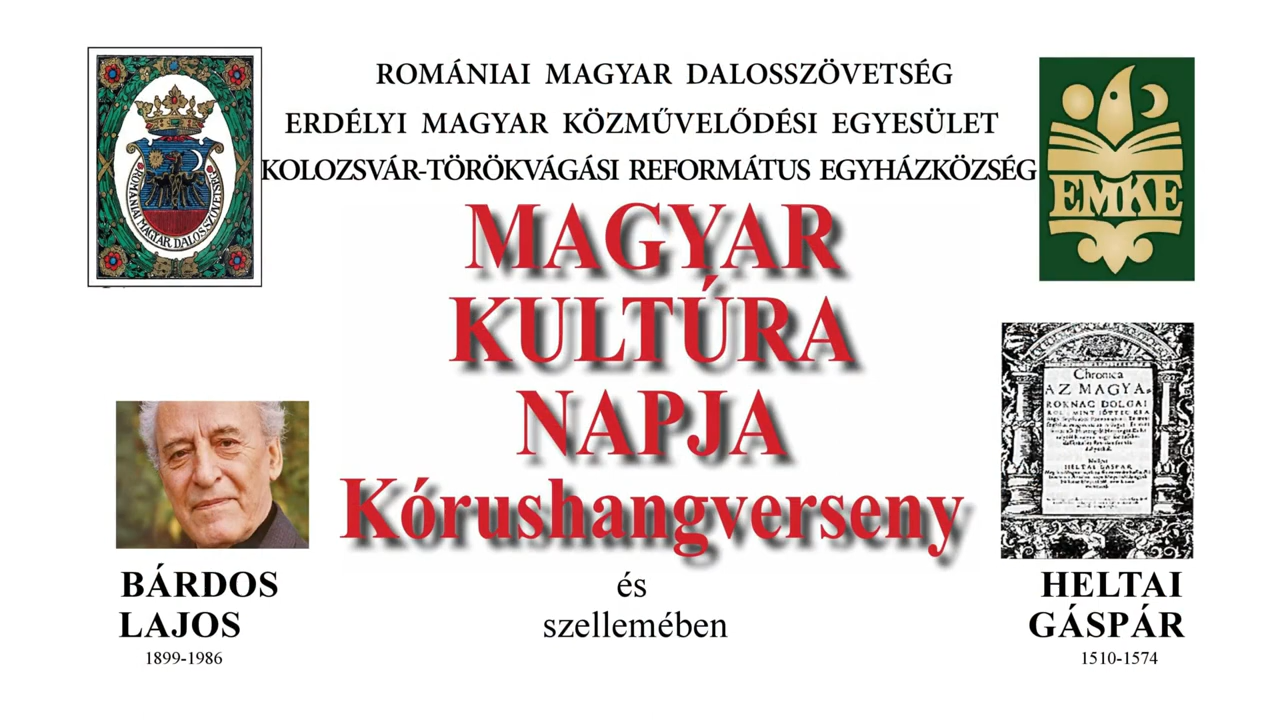 ROMÁNIAI MAGYAR DALOSSZÖVETSÉG
ERDÉLYI MAGYAR KÖZMŰVELŐDÉSI EGYESÜLET
KOLOZSVÁR-TÖRÖKVÁGÁSI REFORMÁTUS EGYHÁZKÖZSÉG
ROMÁNIAI MAGYAR DALOSSZÖVETSÉG
EMKE
MAGYAR
KULTÚRA
NAPJA
Kórushangverseny
Chronica
AZ MAGYA-
ROKNAC DOLGAI
HELTAI GASPAR
BÁRDOS
LAJOS
1899-1986
és
szellemében
HELTAI
GÁSPÁR
1510-1574